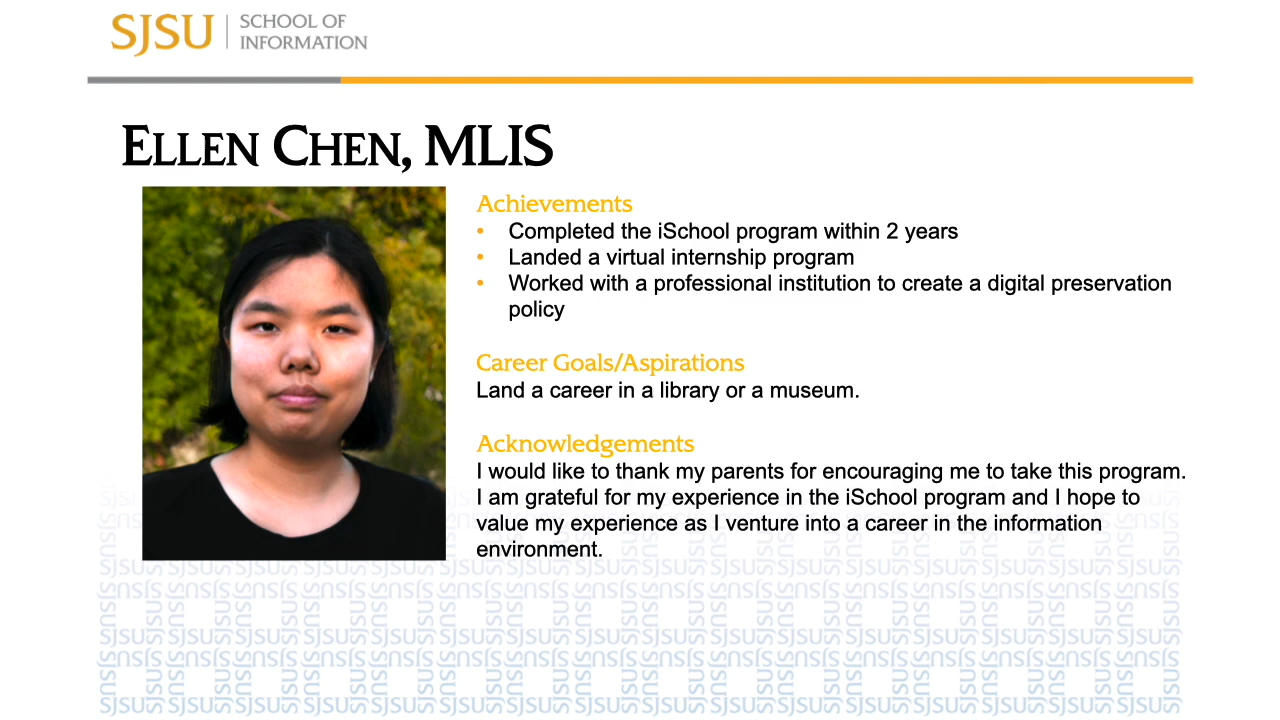 SJSU
SCHOOL OF
INFORMATION
ELLEN CHEN, MLIS
Achievements
• Completed the iSchool program within 2 years
• Landed a virtual internship program
• Worked with a professional institution to create a digital preservation
policy
Career Goals/Aspirations
Land a career in a library or a museum.
Acknowledgements
I would like to thank my parents for encouraging me to take this program.
I am grateful for my experience in the iSchool program and I hope to
value my experience as I venture into a career in the information
environment.